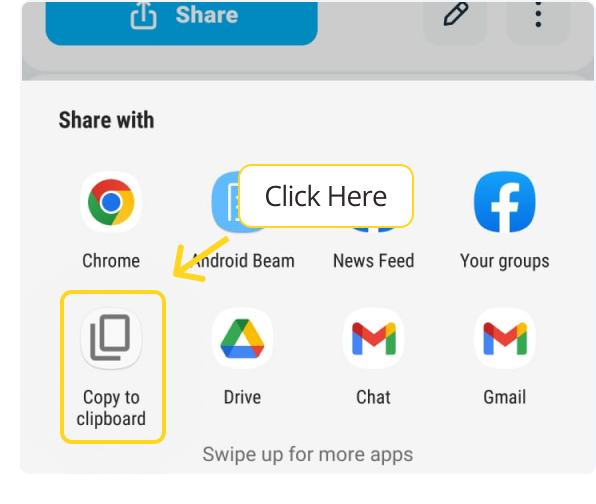 Share
Share with
Click Here
Chrome
Android Beam
News Feed
Your groups
Copy to
clipboard
Drive
Chat
Gmail
Swipe up for more apps